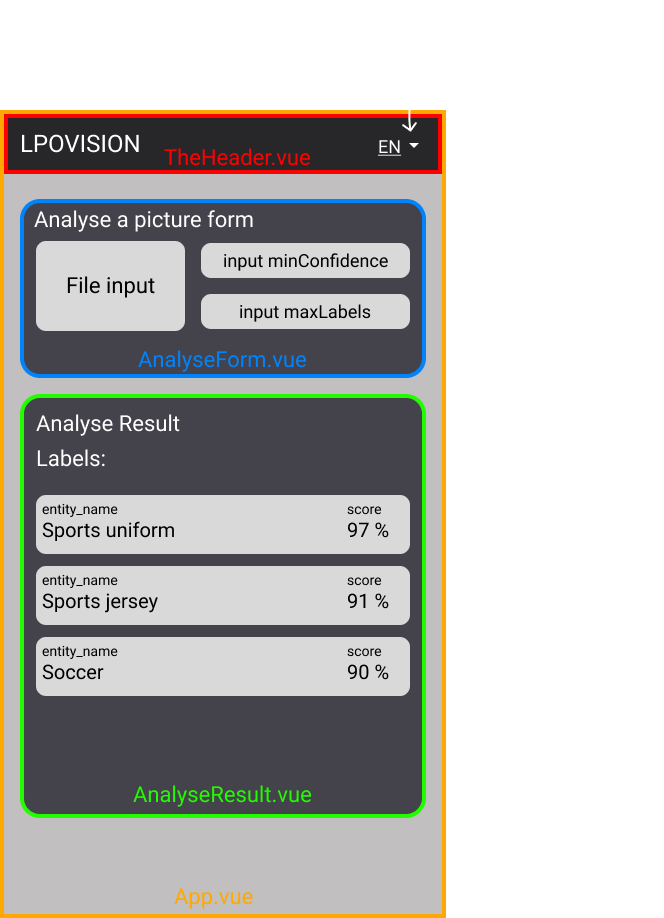 LPOVISION
TheHeader.vue
EN
Analyse a picture form
File input
input minConfidence
input maxLabels
AnalyseForm.vue
Analyse Result
Labels:
entity_name score
Sports uniform 97 %
entity_name score
Sports jersey 91 %
entity_name score
Soccer 90 %
AnalyseResult.vue
App.vue